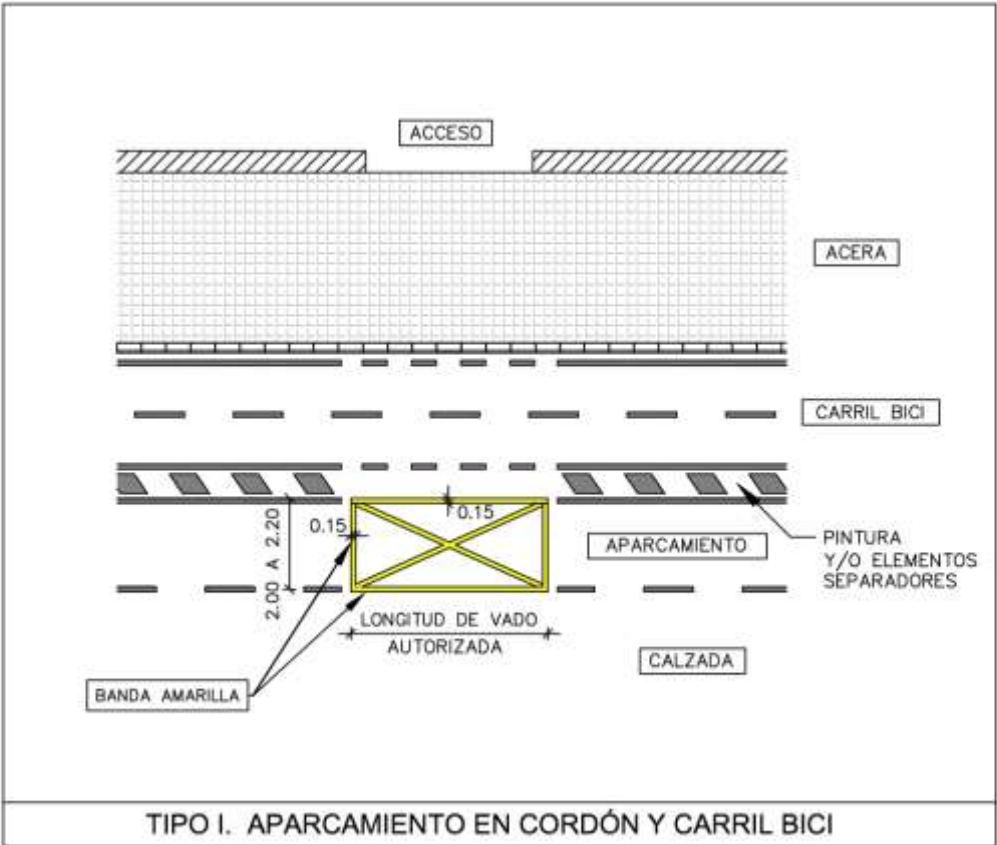 ACCESO
ACERA
CARRIL BICI
0.15
0.15
2.00 A 2.20
APARCAMIENTO
PINTURA
Y/O ELEMENTOS
SEPARADORES
LONGITUD DE VADO
AUTORIZADA
CALZADA
BANDA AMARILLA
TIPO I. APARCAMIENTO EN CORDÓN Y CARRIL BICI